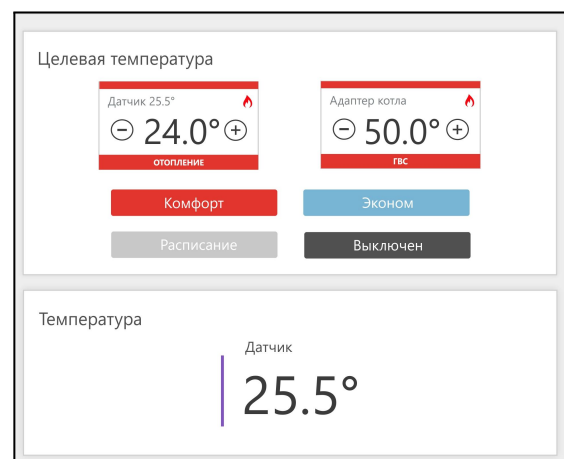 Целевая температура
Датчик 25.5°
24.0°
ОТОПЛЕНИЕ
Адаптер котла
50.0°
ГВС
Комфорт
Эконом
Расписание
Выключен
Температура
Датчик
25.5°